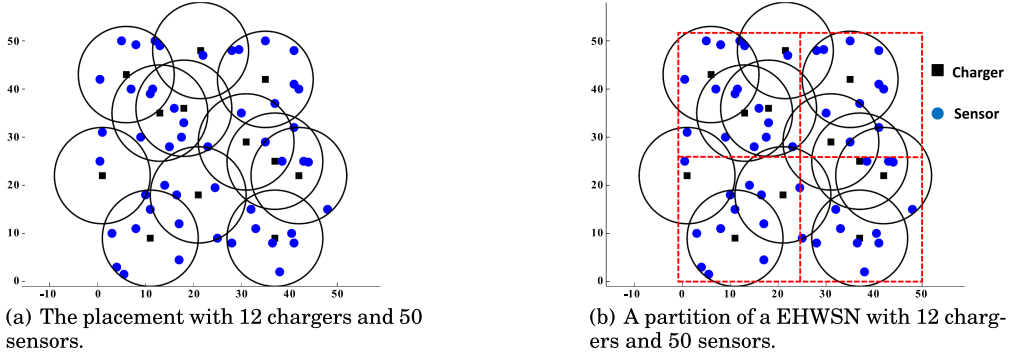 50
40
30
20
10
0
-10 0 10 20 30 40 50
(a) The placement with 12 chargers and 50
sensors.
50
40
30
20
10
0
-10 0 10 20 30 40 50
Charger
Sensor
(b) A partition of a EHWSN with 12 charg-
ers and 50 sensors.